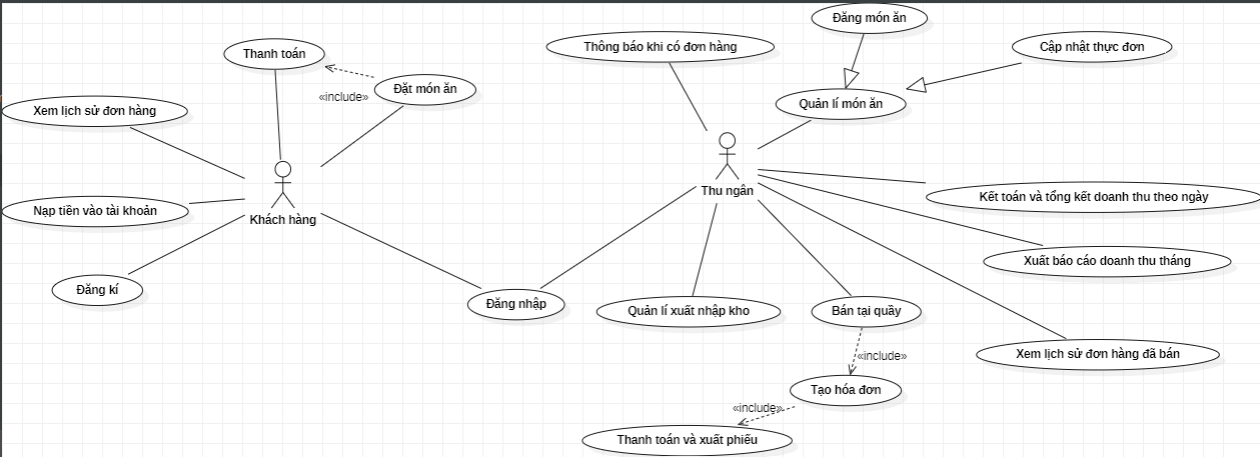 Đăng món ăn
Thanh toán
Thông báo khi có đơn hàng
Cập nhật thực đơn
«include»
Đặt món ăn
Quản lí món ăn
Xem lịch sử đơn hàng
Thu ngân
Kết toán và tổng kết doanh thu theo ngày
Nạp tiền vào tài khoản
Khách hàng
Xuất báo cáo doanh thu tháng
Đăng kí
Đăng nhập
Quản lí xuất nhập kho
Bán tại quầy
«include»
Xem lịch sử đơn hàng đã bán
Tạo hóa đơn
«include»
Thanh toán và xuất phiếu